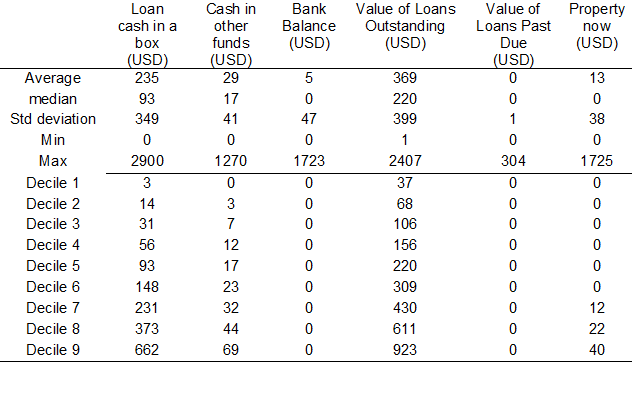 Loan cash in a box (USD) Cash in other funds (USD) Bank Balance (USD) Value of Loans Outstanding (USD) Value of Loans Past Due (USD) Property now (USD)
Average 235 29 5 369 0 13
median 93 17 0 220 0 0
Std deviation 349 41 47 399 1 38
Min 0 0 0 1 0 0
Max 2900 1270 1723 2407 304 1725
Decile 1 3 0 0 37 0 0
Decile 2 14 3 0 68 0 0
Decile 3 31 7 0 106 0 0
Decile 4 56 12 0 156 0 0
Decile 5 93 17 0 220 0 0
Decile 6 148 23 0 309 0 0
Decile 7 231 32 0 430 0 12
Decile 8 373 44 0 611 0 22
Decile 9 662 69 0 923 0 40